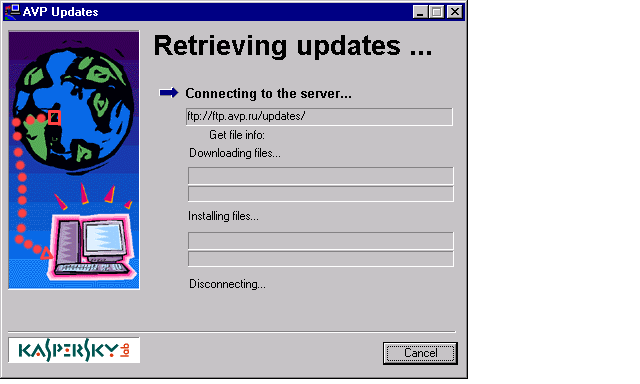 AVP Updates
Retrieving updates ...
Connecting to the server...
ftp://ftp.avp.ru/updates/
Get file info:
Downloading files...
Installing files...
Disconnecting...
KASPERSKY lab
Cancel